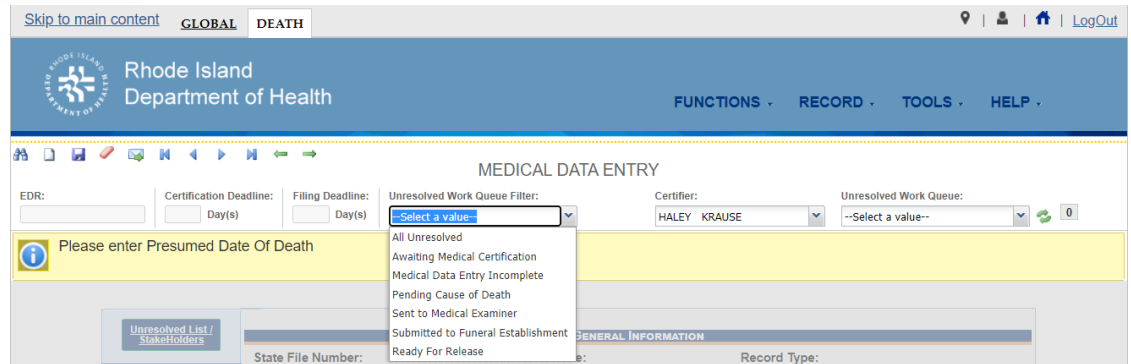 Skip to main content GLOBAL DEATH | | | LogOut
Rhode Island
Department of Health
FUNCTIONS RECORD TOOLS HELP
MEDICAL DATA ENTRY
EDR: Certification Deadline: Filing Deadline: Unresolved Work Queue Filter: Certifier: Unresolved Work Queue:
Day(s) Day(s) --Select a value-- HALEY KRAUSE --Select a value-- 0
Please enter Presumed Date Of Death
All Unresolved
Awaiting Medical Certification
Medical Data Entry Incomplete
Pending Cause of Death
Sent to Medical Examiner
Submitted to Funeral Establishment
Ready For Release
Unresolved List /
StakeHolders
GENERAL INFORMATION
State File Number: Record Type: